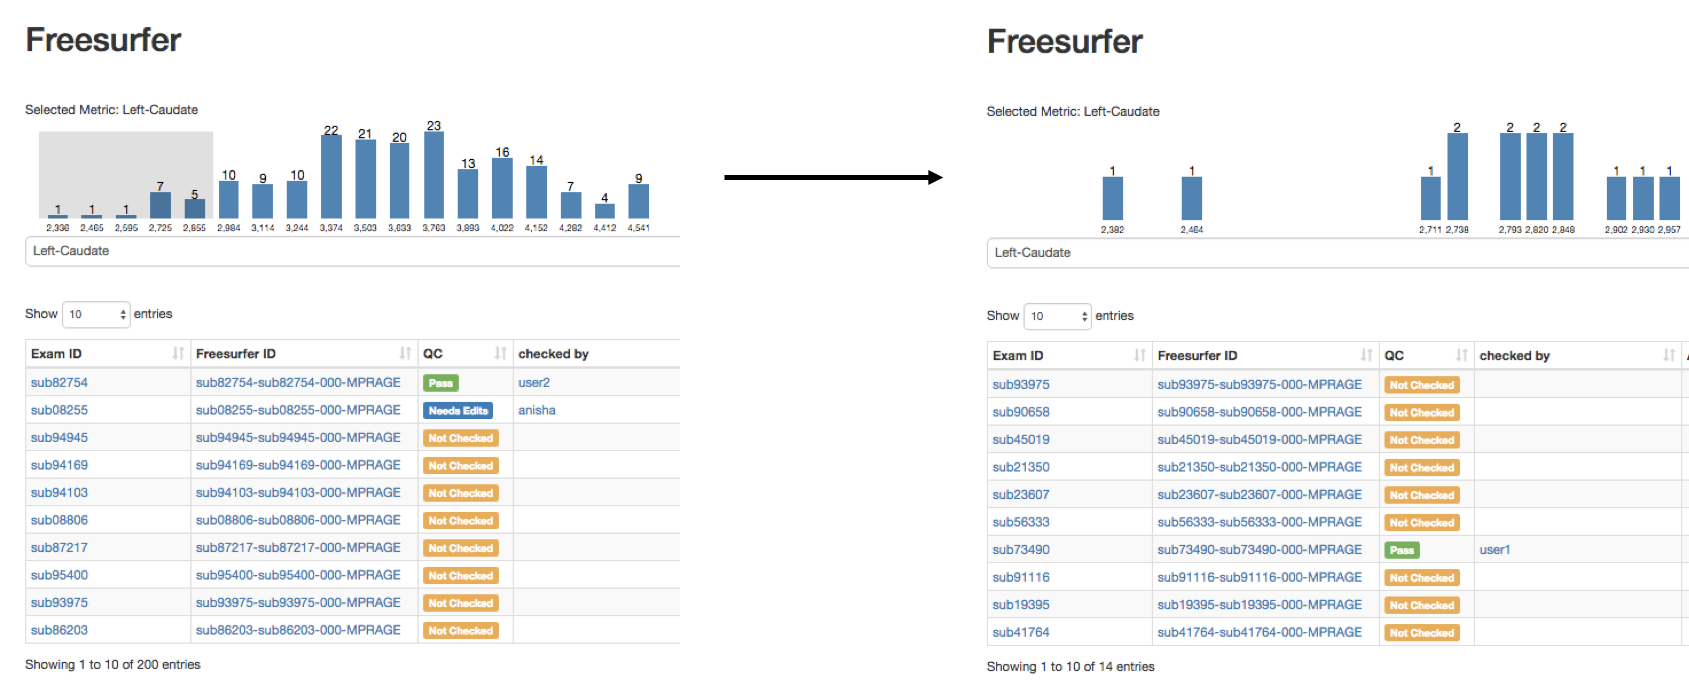 Freesurfer
Selected Metric: Left-Caudate
1 1 1 7 5 10 9 10 22 21 20 23 13 16 14 7 4 9
2,336 2,465 2,595 2,725 2,855 2,984 3,114 3,244 3,374 3,503 3,633 3,763 3,893 4,022 4,152 4,282 4,412 4,541
Left-Caudate
Show 10 entries
Exam ID Freesurfer ID QC checked by
sub82754 sub82754-sub82754-000-MPRAGE Pass user2
sub08255 sub08255-sub08255-000-MPRAGE Needs Edits anisha
sub94945 sub94945-sub94945-000-MPRAGE Not Checked
sub94169 sub94169-sub94169-000-MPRAGE Not Checked
sub94103 sub94103-sub94103-000-MPRAGE Not Checked
sub08806 sub08806-sub08806-000-MPRAGE Not Checked
sub87217 sub87217-sub87217-000-MPRAGE Not Checked
sub95400 sub95400-sub95400-000-MPRAGE Not Checked
sub93975 sub93975-sub93975-000-MPRAGE Not Checked
sub86203 sub86203-sub86203-000-MPRAGE Not Checked
Showing 1 to 10 of 200 entries
Freesurfer
Selected Metric: Left-Caudate
1 1 1 2 2 2 2 1 1 1
2,382 2,464 2,711 2,738 2,793 2,820 2,848 2,902 2,930 2,957
Left-Caudate
Show 10 entries
Exam ID Freesurfer ID QC checked by
sub93975 sub93975-sub93975-000-MPRAGE Not Checked
sub90658 sub90658-sub90658-000-MPRAGE Not Checked
sub45019 sub45019-sub45019-000-MPRAGE Not Checked
sub21350 sub21350-sub21350-000-MPRAGE Not Checked
sub23607 sub23607-sub23607-000-MPRAGE Not Checked
sub56333 sub56333-sub56333-000-MPRAGE Not Checked
sub73490 sub73490-sub73490-000-MPRAGE Pass user1
sub91116 sub91116-sub91116-000-MPRAGE Not Checked
sub19395 sub19395-sub19395-000-MPRAGE Not Checked
sub41764 sub41764-sub41764-000-MPRAGE Not Checked
Showing 1 to 10 of 14 entries